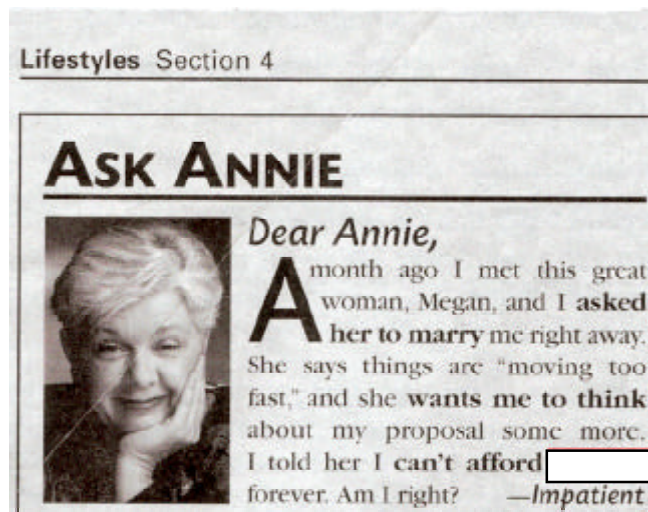 Lifestyles Section 4
ASK ANNIE
Dear Annie,
A month ago I met this great
woman, Megan, and I asked
her to marry me right away.
She says things are “moving too
fast,” and she wants me to think
about my proposal some more.
I told her I can't afford
forever. Am I right? —Impatient